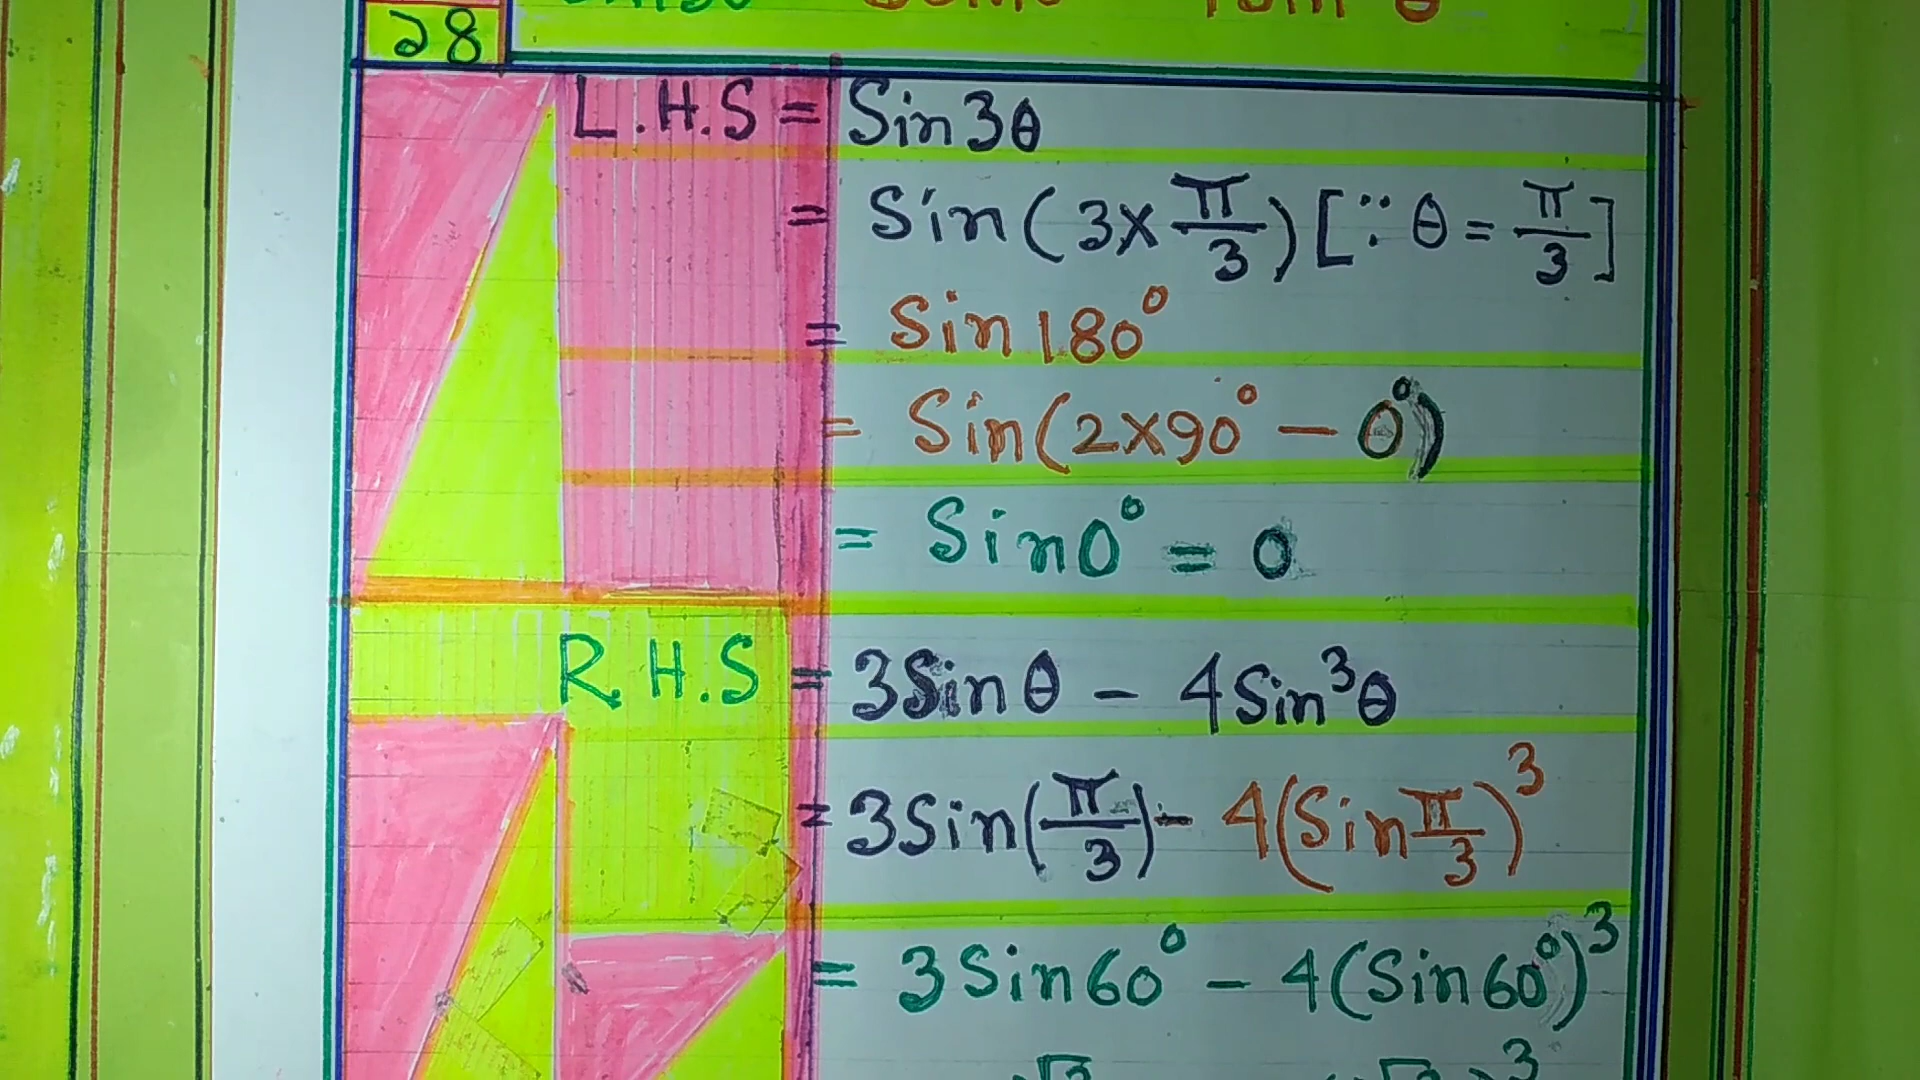 28
L.H.S = Sin3θ
= Sin(3×π/3) [∵ θ = π/3]
= Sin 180°
= Sin(2×90° − 0°)
= Sin0° = 0
R.H.S = 3Sinθ − 4Sin³θ
= 3Sin(π/3) − 4(Sin π/3)³
= 3Sin60° − 4(Sin60°)³